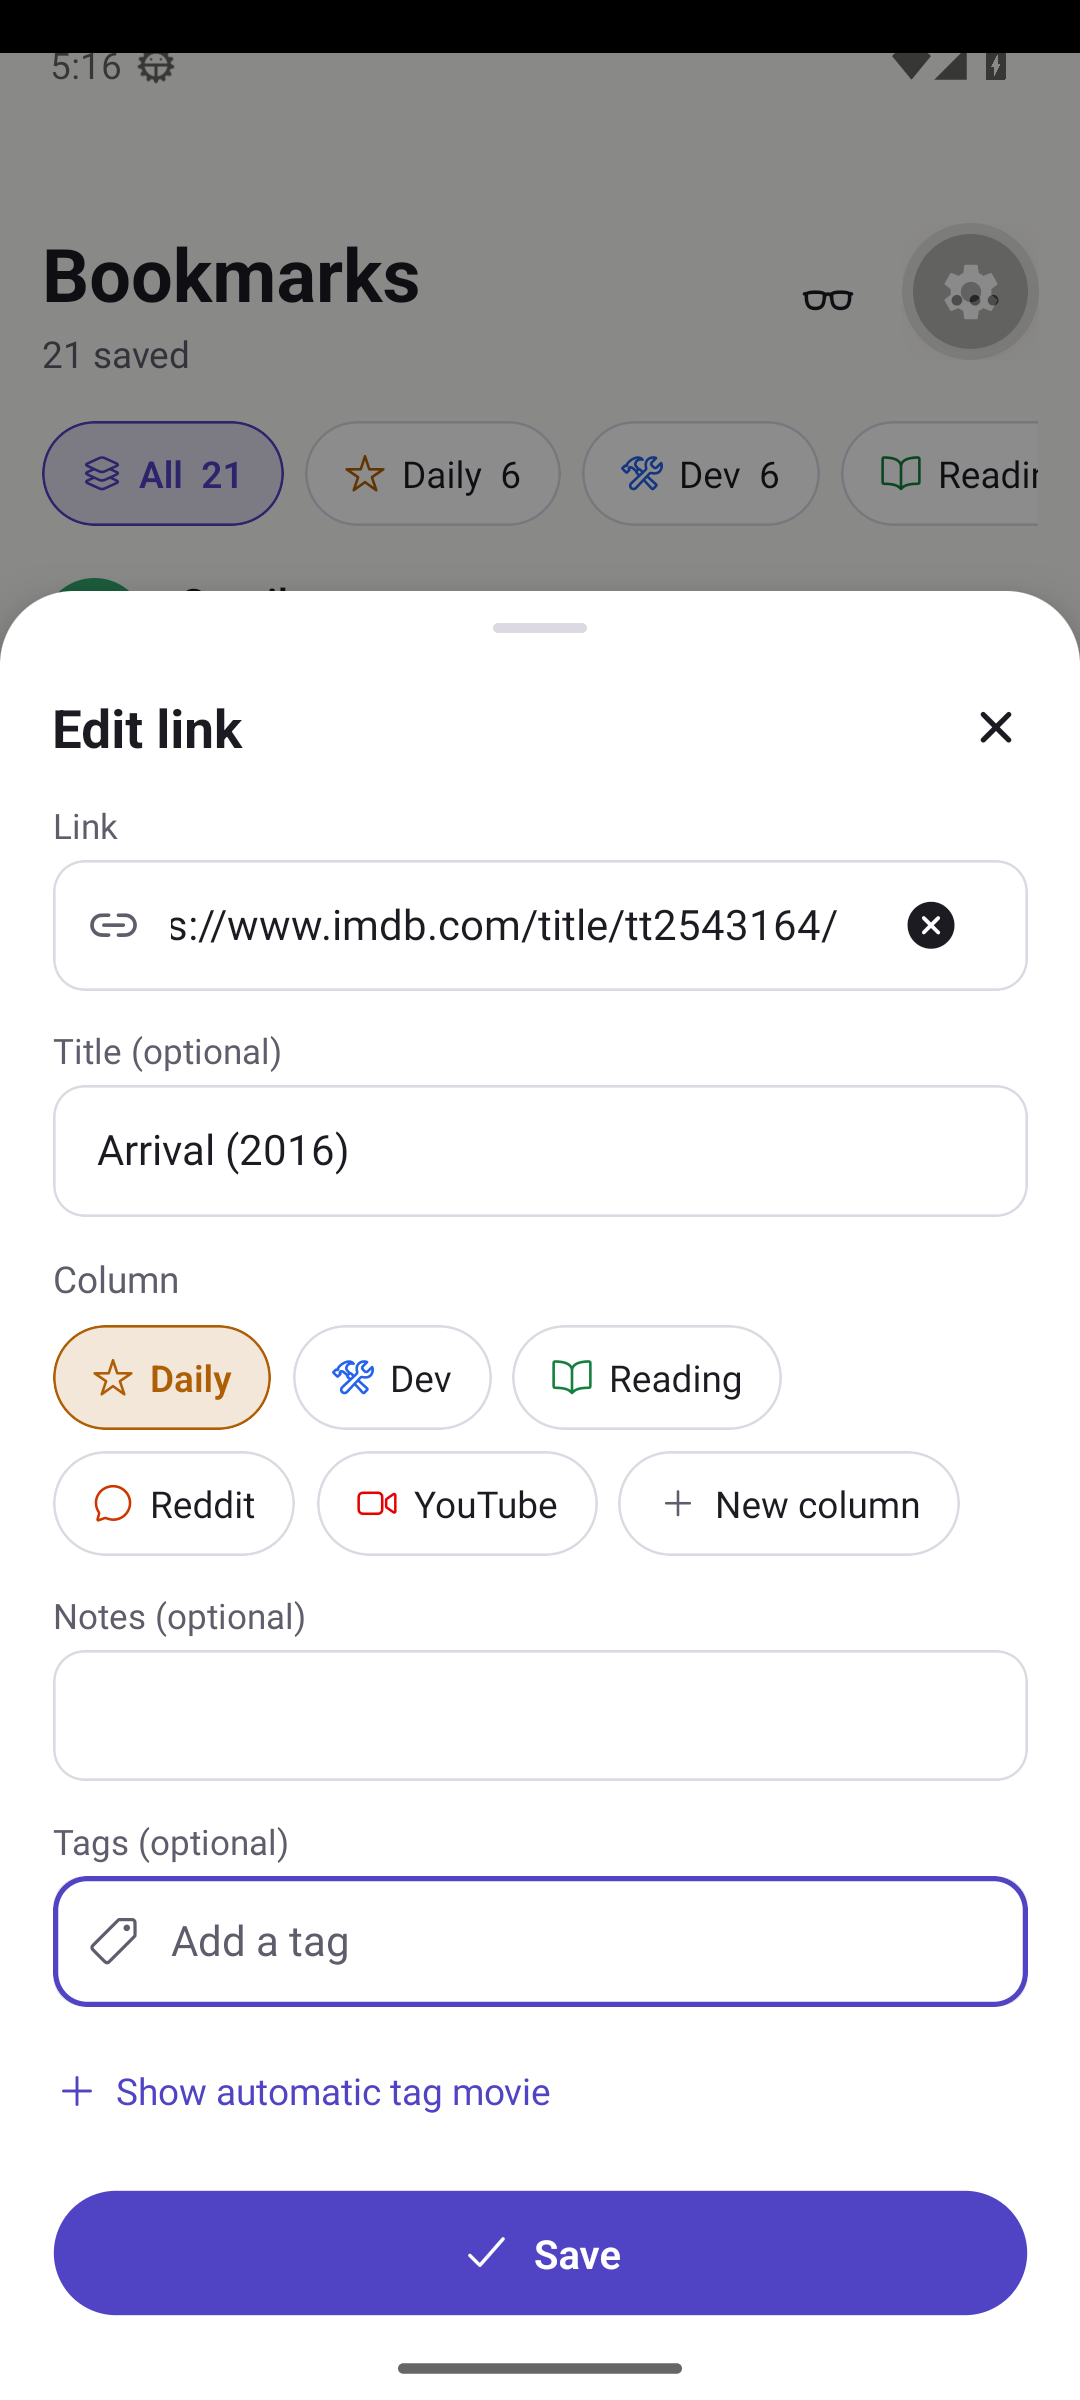 5:16
Bookmarks
21 saved
All 21
Daily 6
Dev 6
Edit link
Link
s://www.imdb.com/title/tt2543164/
Title (optional)
Arrival (2016)
Column
Daily
Dev
Reading
Reddit
YouTube
New column
Notes (optional)
Tags (optional)
Add a tag
Show automatic tag movie
Save